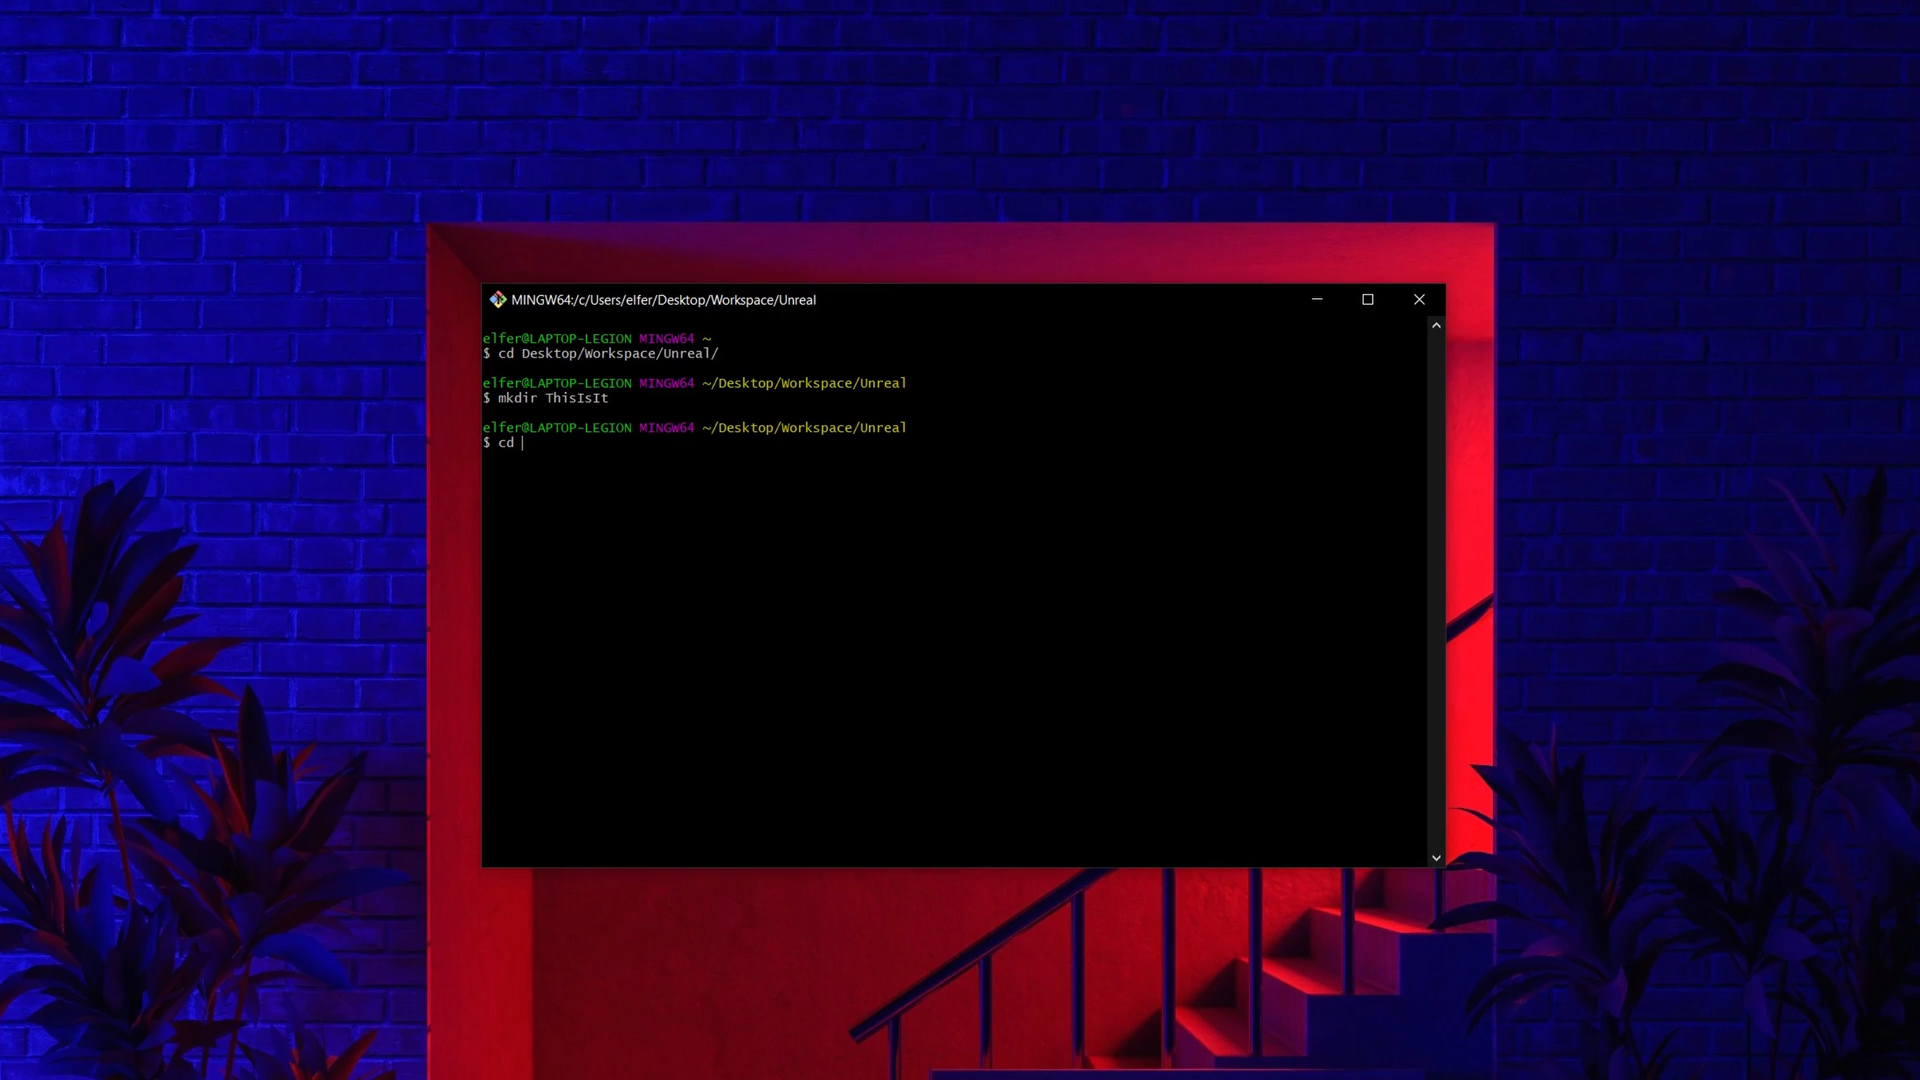 MINGW64:/c/Users/elfer/Desktop/Workspace/Unreal
elfer@LAPTOP-LEGION MINGW64 ~
$ cd Desktop/Workspace/Unreal/
elfer@LAPTOP-LEGION MINGW64 ~/Desktop/Workspace/Unreal
$ mkdir ThisIsIt
elfer@LAPTOP-LEGION MINGW64 ~/Desktop/Workspace/Unreal
$ cd